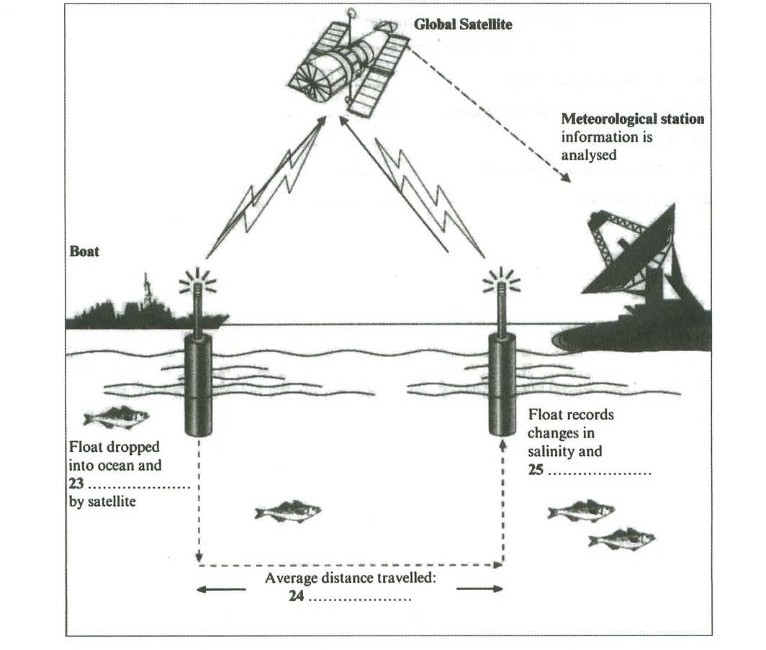 Global Satellite
Meteorological station
information is
analysed
Boat
Float dropped
into ocean and
23 ....................
by satellite
Float records
changes in
salinity and
25 ....................
Average distance travelled:
24 ....................